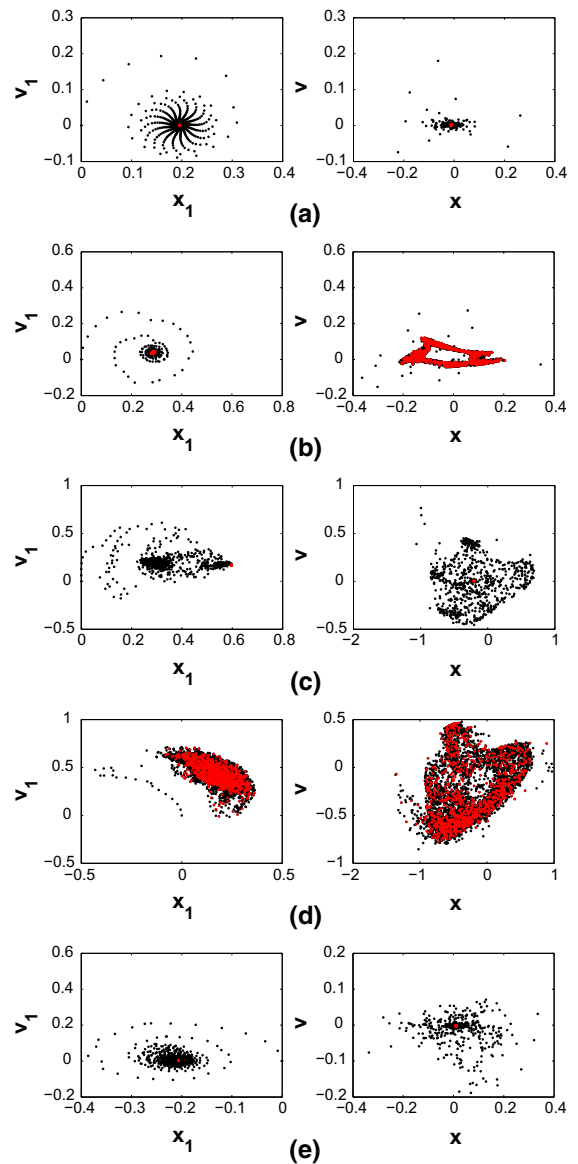 0.3 0.3
0.2 0.2
v1 0.1 v 0.1
0 0
−0.1 −0.1
0 0.1 0.2 0.3 0.4 −0.4 −0.2 0 0.2 0.4
x1 x
(a)
0.6 0.6
0.4 0.4
v1 0.2 v 0.2
0 0
−0.2 −0.2
0 0.2 0.4 0.6 0.8 −0.4 −0.2 0 0.2 0.4
x1 x
(b)
1 1
v1 0.5 v 0.5
0 0
−0.5 −0.5
0 0.2 0.4 0.6 0.8 −2 −1 0 1
x1 x
(c)
1 0.5
v1 0.5 v 0
0 −0.5
−0.5 −1
−0.5 0 0.5 −2 −1 0 1
x1 x
(d)
0.6 0.2
0.4 0.1
v1 0.2 v 0
0 −0.1
−0.2 −0.2
−0.4 −0.3 −0.2 −0.1 0 −0.4 −0.2 0 0.2 0.4
x1 x
(e)